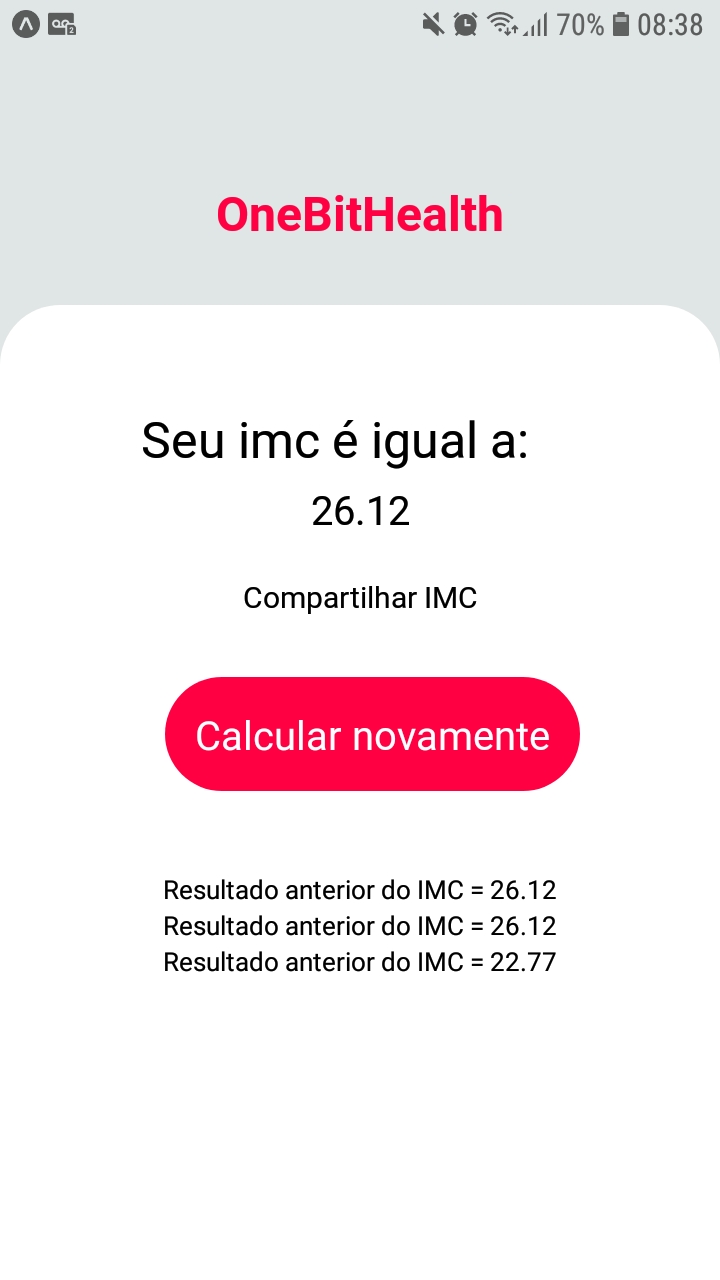 70% 08:38
OneBitHealth
Seu imc é igual a:
26.12
Compartilhar IMC
Calcular novamente
Resultado anterior do IMC = 26.12
Resultado anterior do IMC = 26.12
Resultado anterior do IMC = 22.77